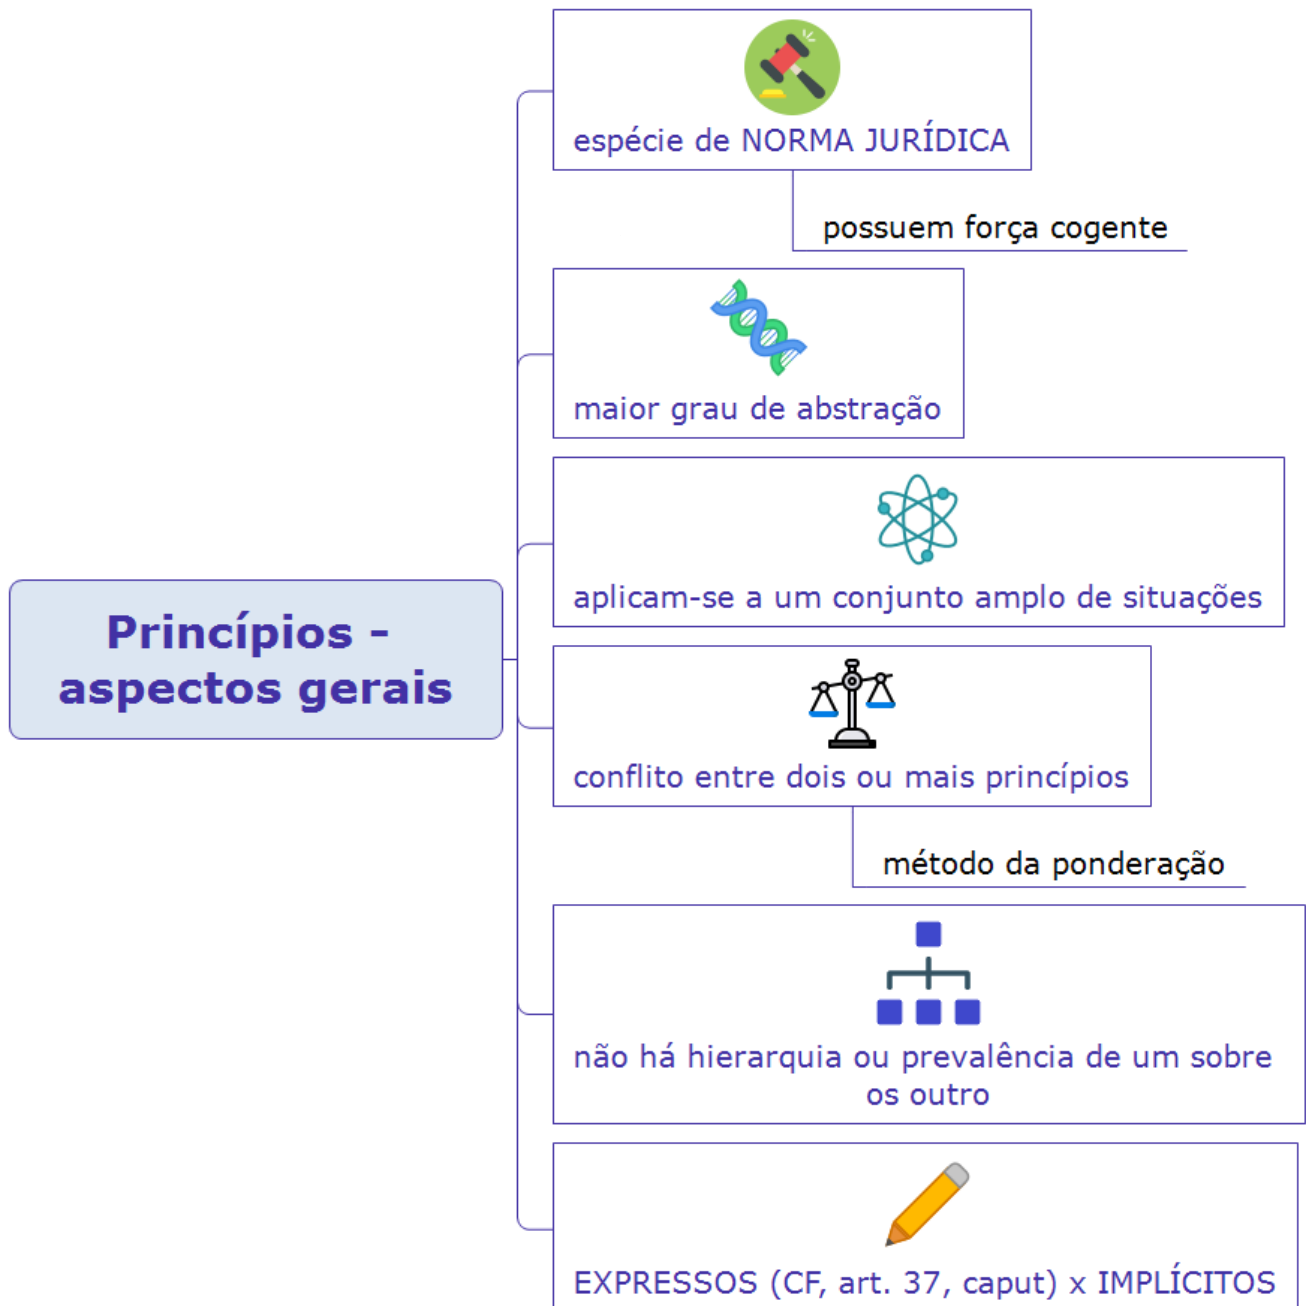 espécie de NORMA JURÍDICA
possuem força cogente
maior grau de abstração
aplicam-se a um conjunto amplo de situações
Princípios -
aspectos gerais
conflito entre dois ou mais princípios
método da ponderação
não há hierarquia ou prevalência de um sobre
os outro
EXPRESSOS (CF, art. 37, caput) x IMPLÍCITOS